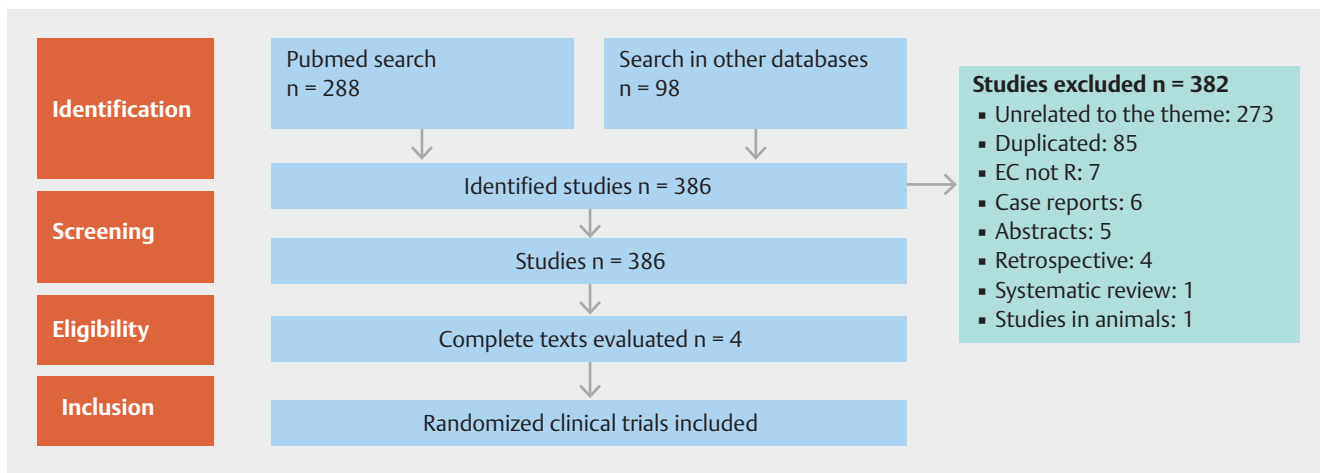 Identification
Screening
Eligibility
Inclusion
Pubmed search
n = 288
Search in other databases
n = 98
Identified studies n = 386
Studies n = 386
Complete texts evaluated n = 4
Randomized clinical trials included
Studies excluded n = 382
▪ Unrelated to the theme: 273
▪ Duplicated: 85
▪ EC not R: 7
▪ Case reports: 6
▪ Abstracts: 5
▪ Retrospective: 4
▪ Systematic review: 1
▪ Studies in animals: 1